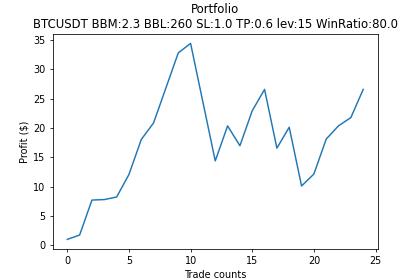 Portfolio
BTCUSDT BBM:2.3 BBL:260 SL:1.0 TP:0.6 lev:15 WinRatio:80.0
35
30
25
20
15
10
5
0
Profit ($)
0 5 10 15 20 25
Trade counts